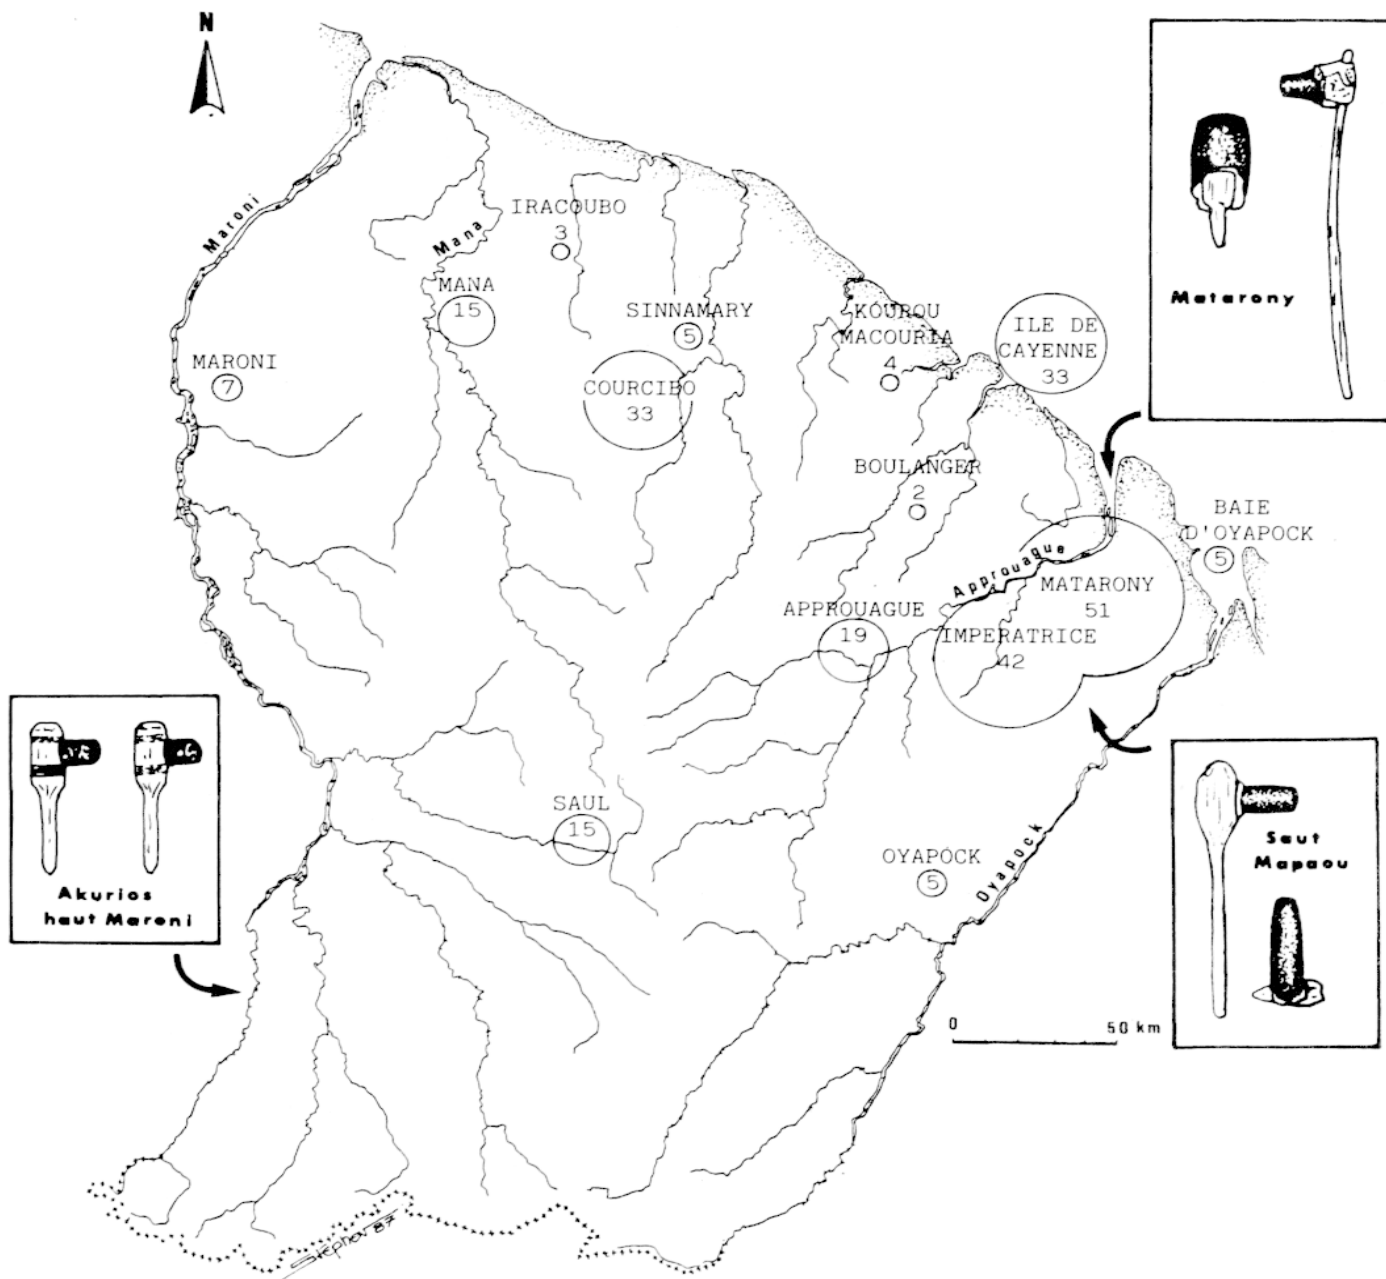 N
Maroni
Mana
IRACOUBO
3
MANA
15
SINNAMARY
5
KOUROU
MACOURIA
4
ILE DE
CAYENNE
33
Matarony
MARONI
7
COURCIBO
33
BOULANGER
2
BAIE
D'OYAPOCK
5
Approuague
MATARONY
51
APPROUAGUE
19
IMPERATRICE
42
Akurios
haut Maroni
SAUL
15
OYAPOCK
5
Oyapock
Saut
Mapaou
0 50 km